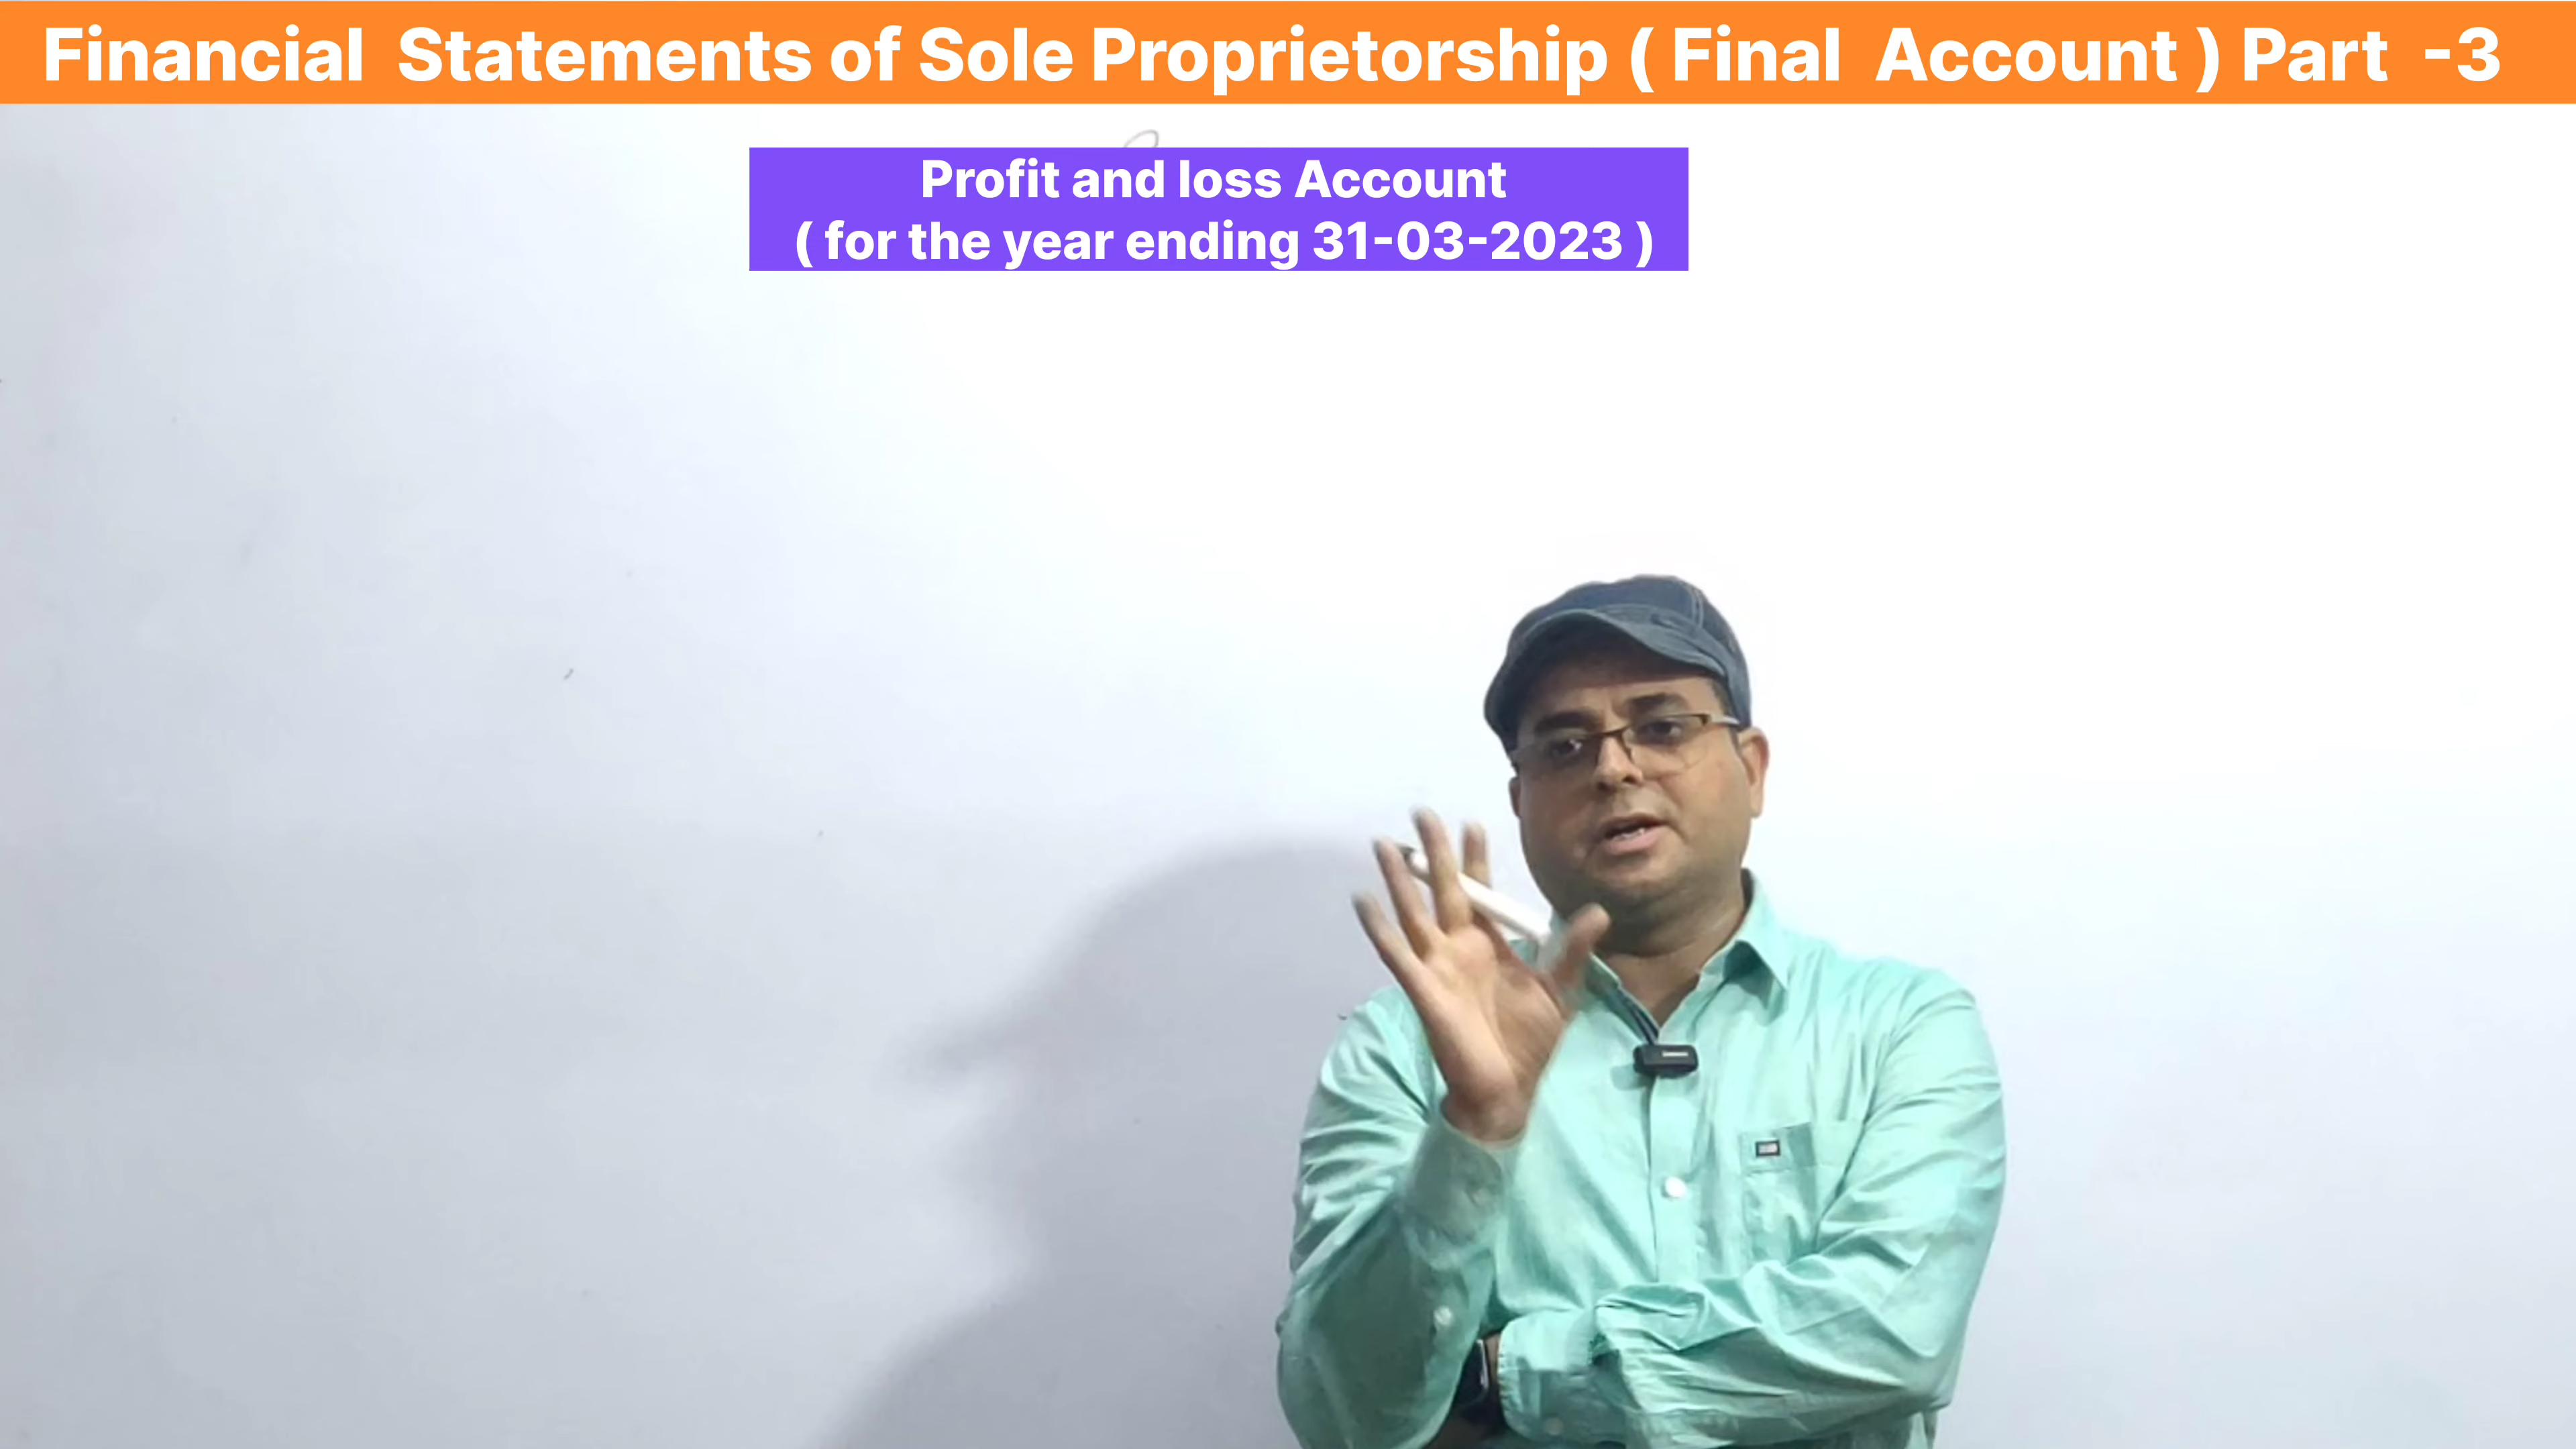 Financial Statements of Sole Proprietorship ( Final Account ) Part -3
Profit and loss Account
( for the year ending 31-03-2023 )